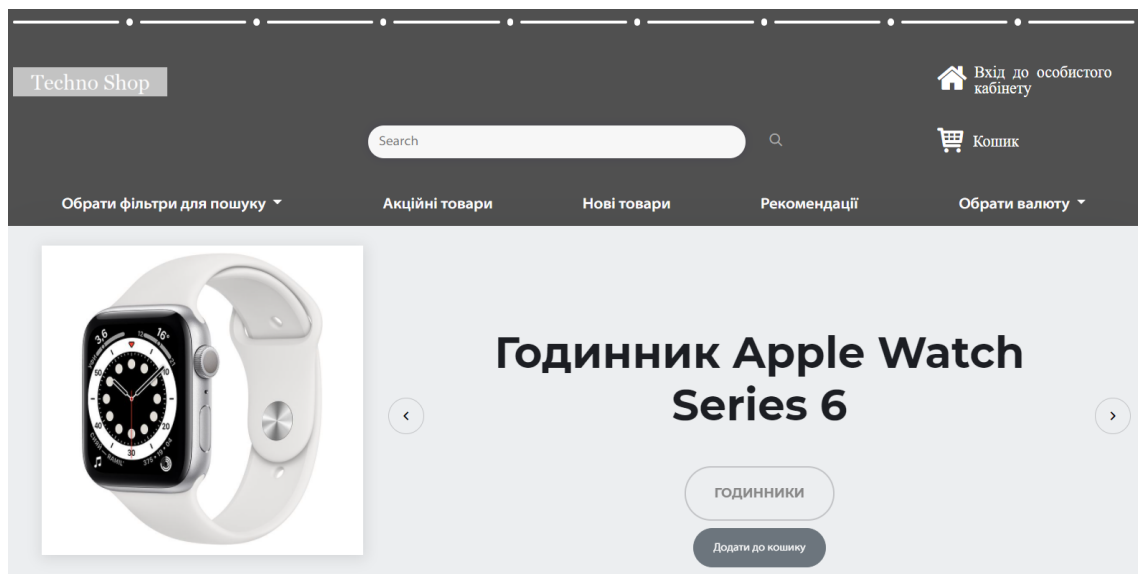 Techno Shop
Вхід до особистого
кабінету
Search
Кошик
Обрати фільтри для пошуку
Акційні товари
Нові товари
Рекомендації
Обрати валюту
Годинник Apple Watch
Series 6
ГОДИННИКИ
Додати до кошику